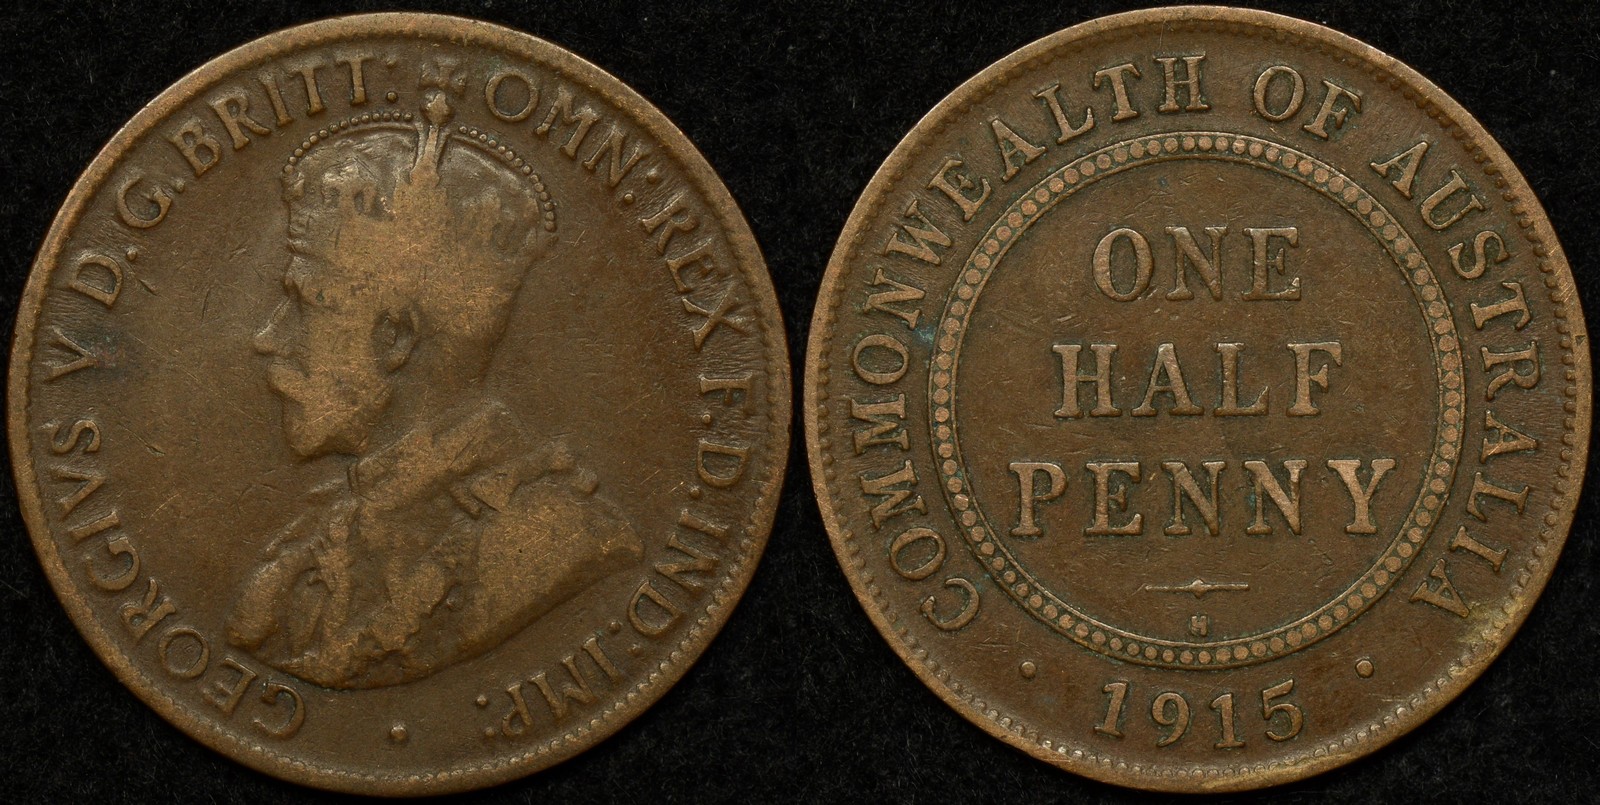 GEORGIVS V D.G.BRITT: OMN: REX F.D.IND:IMP:
COMMONWEALTH OF AUSTRALIA
ONE
HALF
PENNY
H
1915